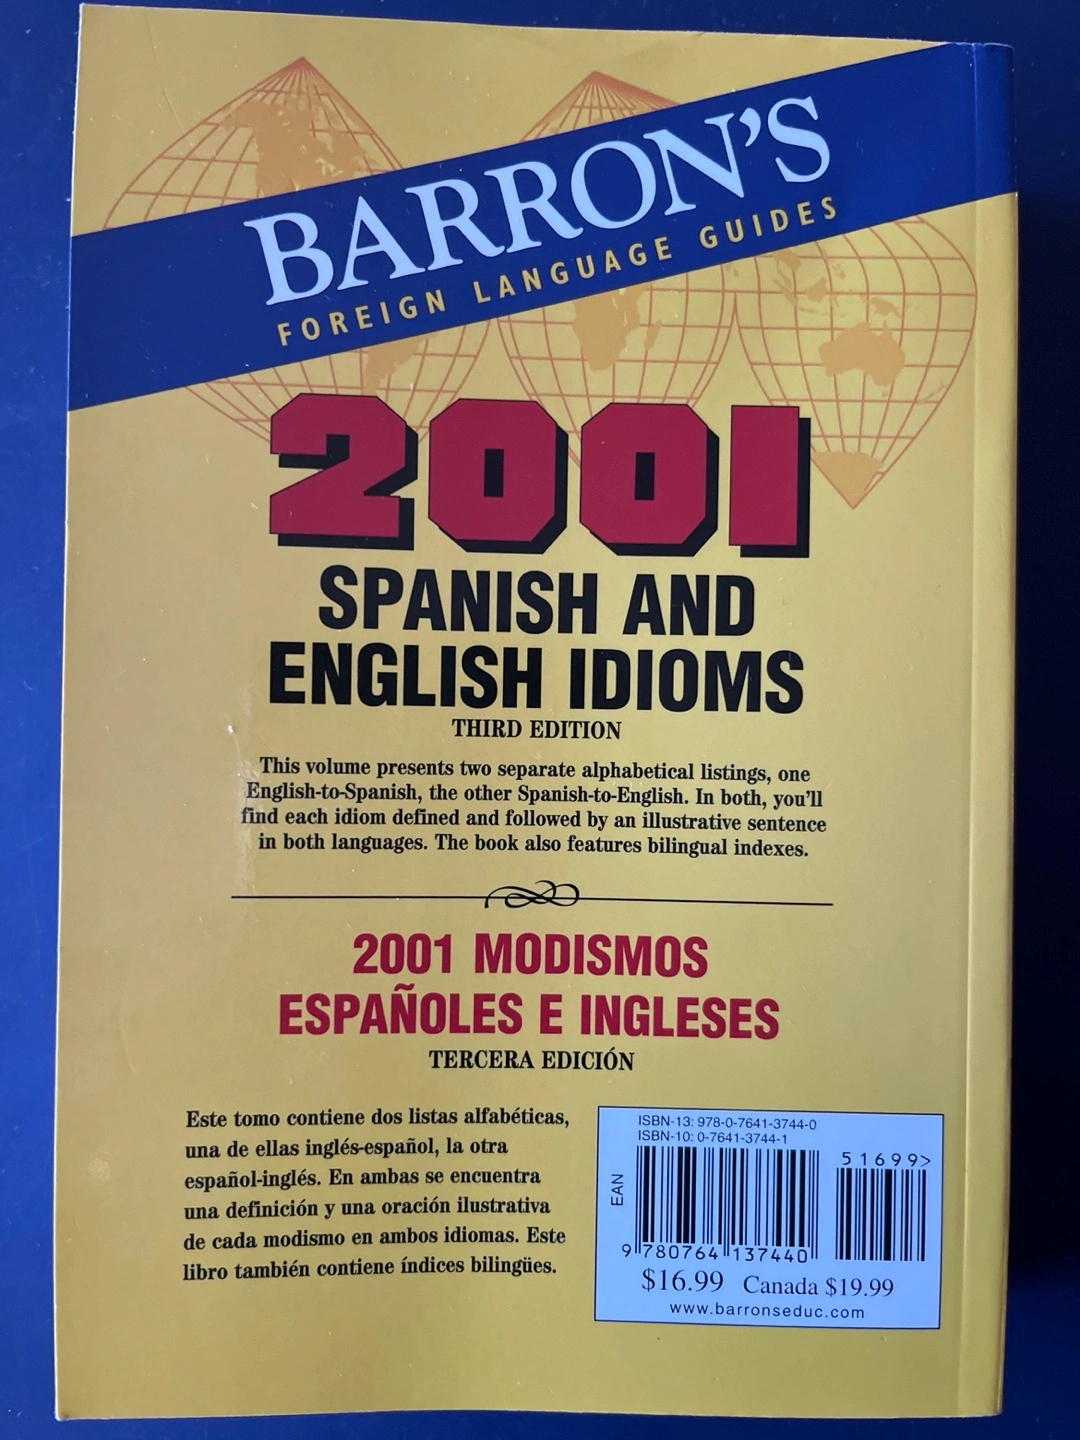 BARRON'S
FOREIGN LANGUAGE GUIDES
2001
SPANISH AND
ENGLISH IDIOMS
THIRD EDITION
This volume presents two separate alphabetical listings, one
English-to-Spanish, the other Spanish-to-English. In both, you'll
find each idiom defined and followed by an illustrative sentence
in both languages. The book also features bilingual indexes.
2001 MODISMOS
ESPAÑOLES E INGLESES
TERCERA EDICIÓN
Este tomo contiene dos listas alfabéticas,
una de ellas inglés-español, la otra
español-inglés. En ambas se encuentra
una definición y una oración ilustrativa
de cada modismo en ambos idiomas. Este
libro también contiene índices bilingües.
ISBN-13: 978-0-7641-3744-0
ISBN-10: 0-7641-3744-1
51699>
EAN
9 780764 137440
$16.99 Canada $19.99
www.barronseduc.com